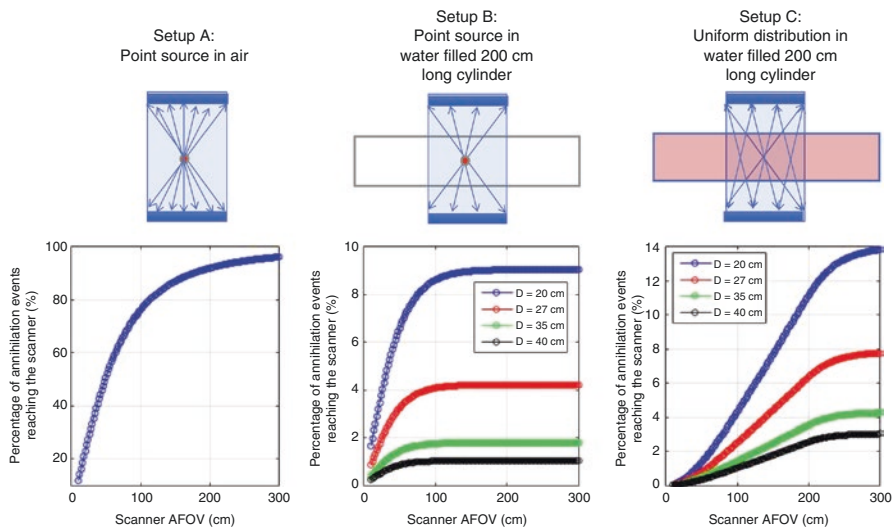 Setup A:
Point source in air
Setup B:
Point source in
water filled 200 cm
long cylinder
Setup C:
Uniform distribution in
water filled 200 cm
long cylinder
Percentage of annihilation events
reaching the scanner (%)
100
80
60
40
20
0
100
200
300
Scanner AFOV (cm)
Percentage of annihilation events
reaching the scanner (%)
10
8
6
4
2
0
D = 20 cm
D = 27 cm
D = 35 cm
D = 40 cm
0
100
200
300
Scanner AFOV (cm)
Percentage of annihilation events
reaching the scanner (%)
14
12
10
8
6
4
2
0
D = 20 cm
D = 27 cm
D = 35 cm
D = 40 cm
0
100
200
300
Scanner AFOV (cm)